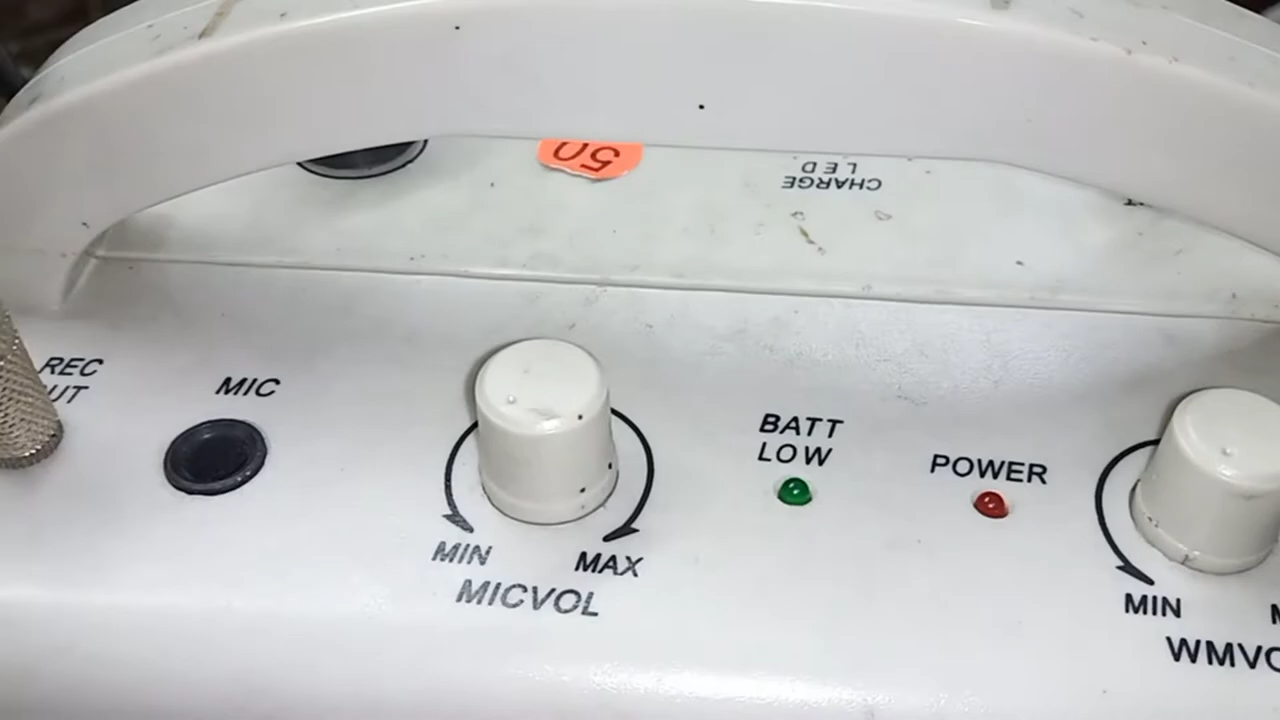 50
CHARGE
LED
REC
MIC
BATT
LOW
POWER
MIN
MAX
MICVOL
MIN